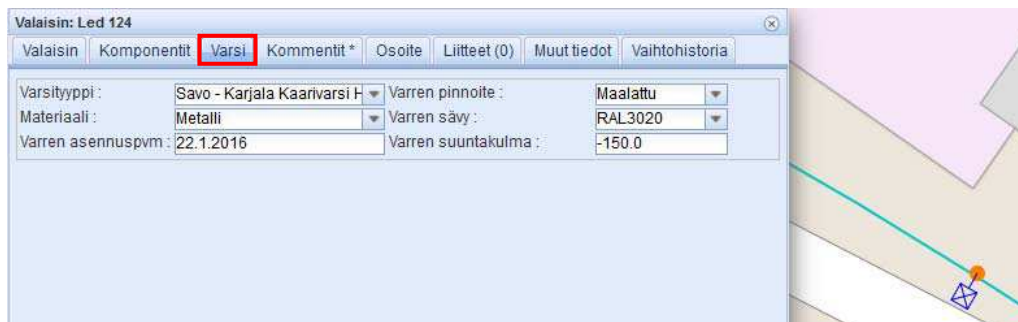 Valaisin: Led 124
Valaisin Komponentit Varsi Kommentit * Osoite Liitteet (0) Muut tiedot Vaihtohistoria
Varsityyppi : Savo - Karjala Kaarivarsi H Varren pinnoite : Maalattu
Materiaali : Metalli Varren sävy : RAL3020
Varren asennuspvm : 22.1.2016 Varren suuntakulma : -150.0